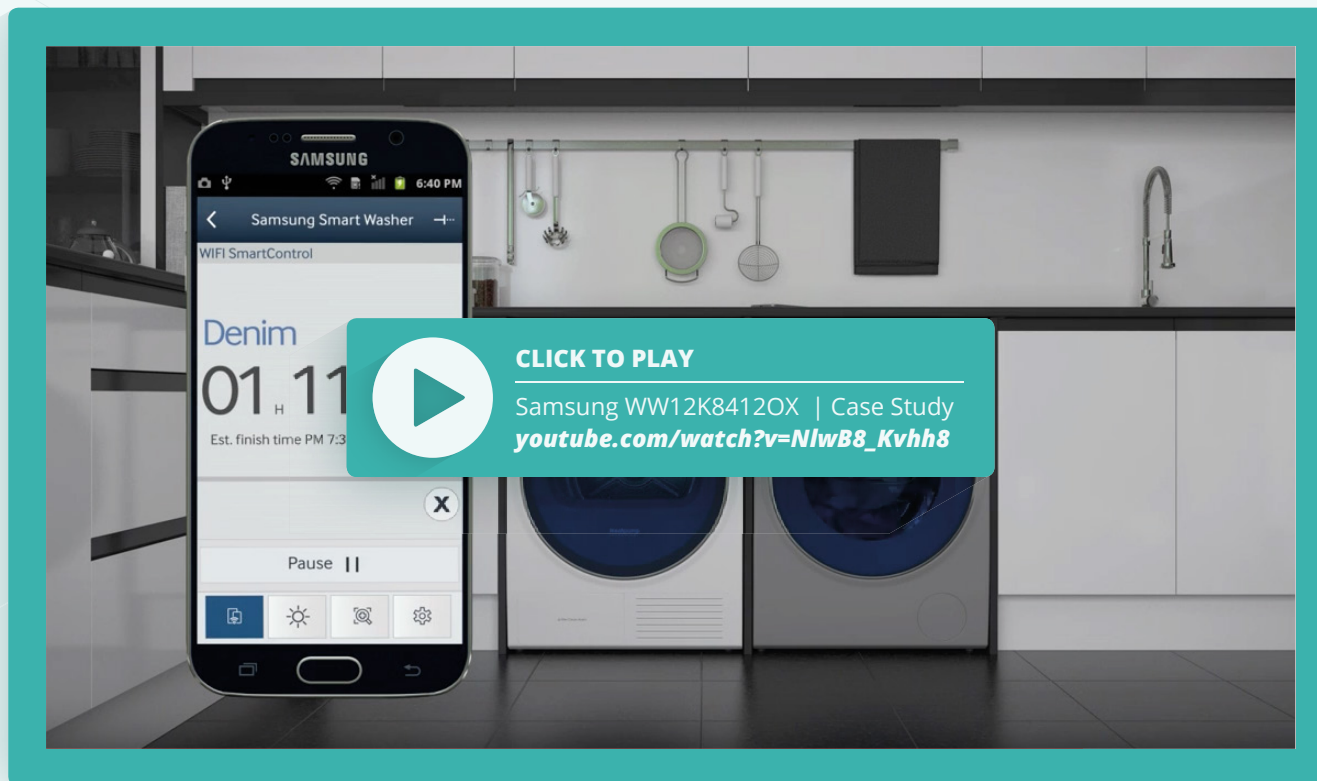 SAMSUNG
6:40 PM
Samsung Smart Washer
WIFI SmartControl
Denim
01 H 11
Est. finish time PM 7:3
CLICK TO PLAY
Samsung WW12K8412OX | Case Study
youtube.com/watch?v=NlwB8_Kvhh8
X
Pause